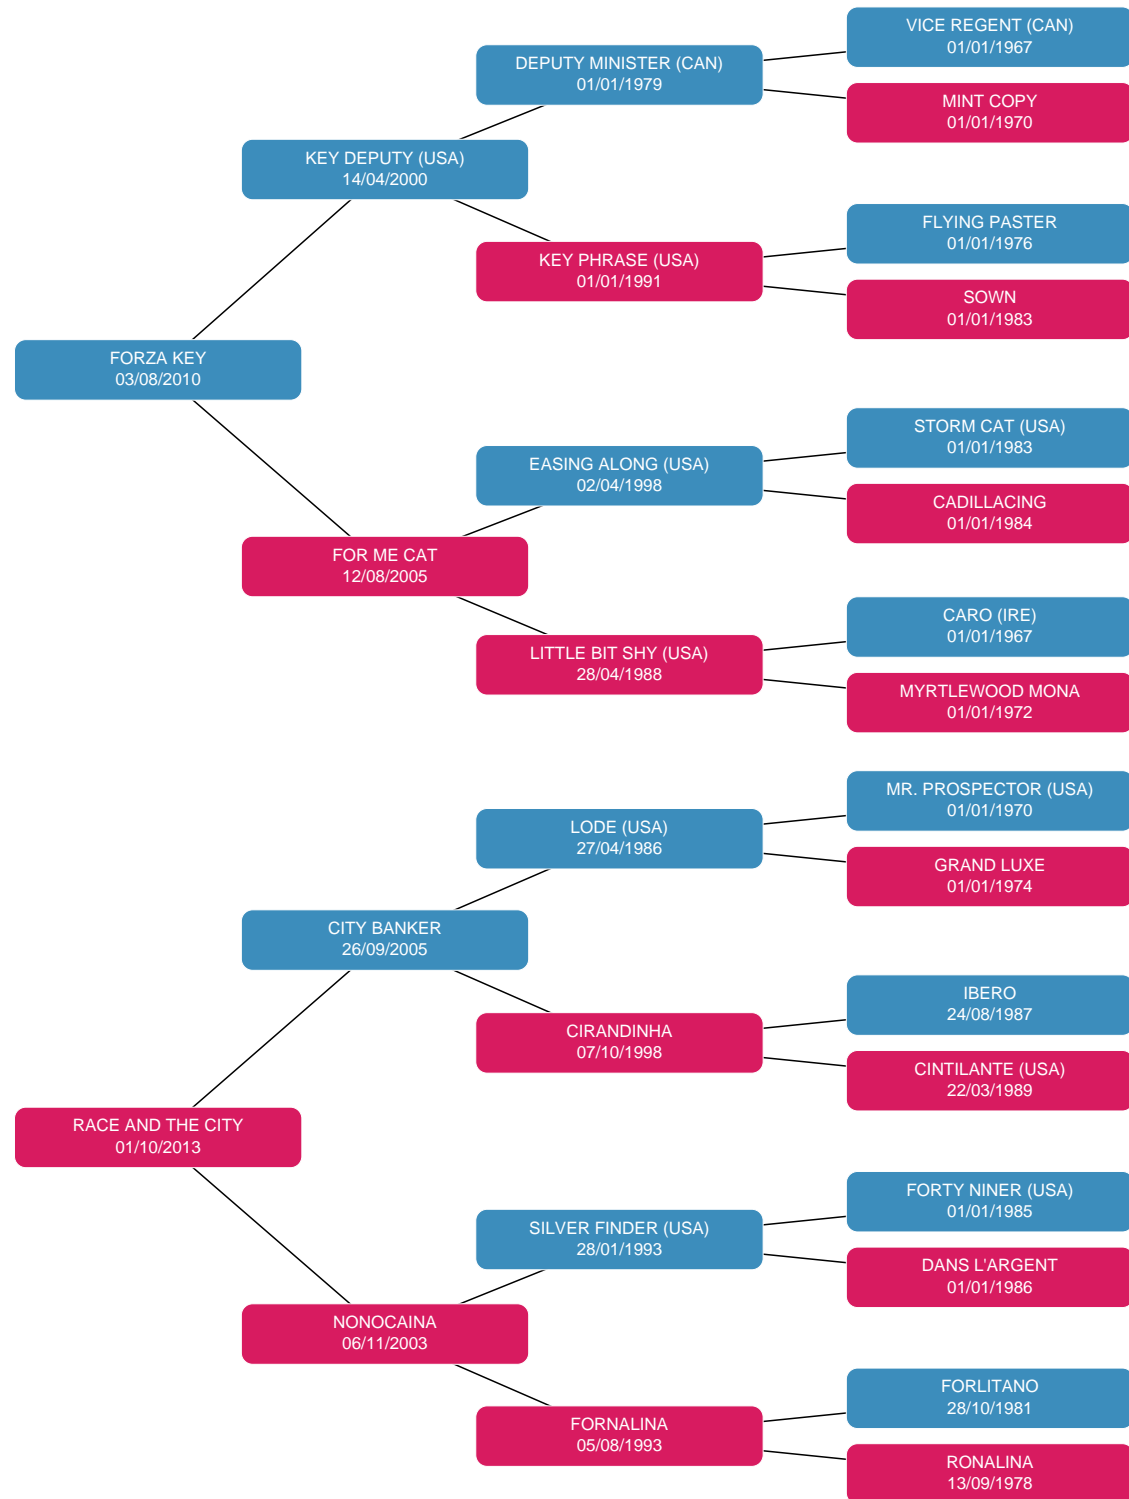 VICE REGENT (CAN)
01/01/1967
DEPUTY MINISTER (CAN)
01/01/1979
MINT COPY
01/01/1970
KEY DEPUTY (USA)
14/04/2000
FLYING PASTER
01/01/1976
KEY PHRASE (USA)
01/01/1991
SOWN
01/01/1983
FORZA KEY
03/08/2010
STORM CAT (USA)
01/01/1983
EASING ALONG (USA)
02/04/1998
CADILLACING
01/01/1984
FOR ME CAT
12/08/2005
CARO (IRE)
01/01/1967
LITTLE BIT SHY (USA)
28/04/1988
MYRTLEWOOD MONA
01/01/1972
MR. PROSPECTOR (USA)
01/01/1970
LODE (USA)
27/04/1986
GRAND LUXE
01/01/1974
CITY BANKER
26/09/2005
IBERO
24/08/1987
CIRANDINHA
07/10/1998
CINTILANTE (USA)
22/03/1989
RACE AND THE CITY
01/10/2013
FORTY NINER (USA)
01/01/1985
SILVER FINDER (USA)
28/01/1993
DANS L'ARGENT
01/01/1986
NONOCAINA
06/11/2003
FORLITANO
28/10/1981
FORNALINA
05/08/1993
RONALINA
13/09/1978